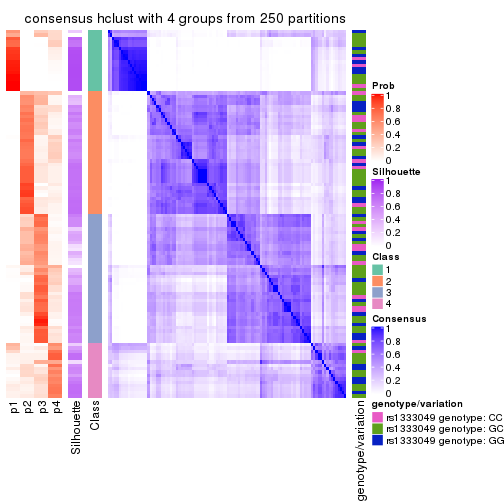 consensus hclust with 4 groups from 250 partitions
Prob
1
0.8
0.6
0.4
0.2
0
Silhouette
1
0.8
0.6
0.4
0.2
0
Class
1
2
3
4
Consensus
1
0.8
0.6
0.4
0.2
0
genotype/variation
rs1333049 genotype: CC
rs1333049 genotype: GC
rs1333049 genotype: GG
p1
p2
p3
p4
Silhouette
Class
genotype/variation